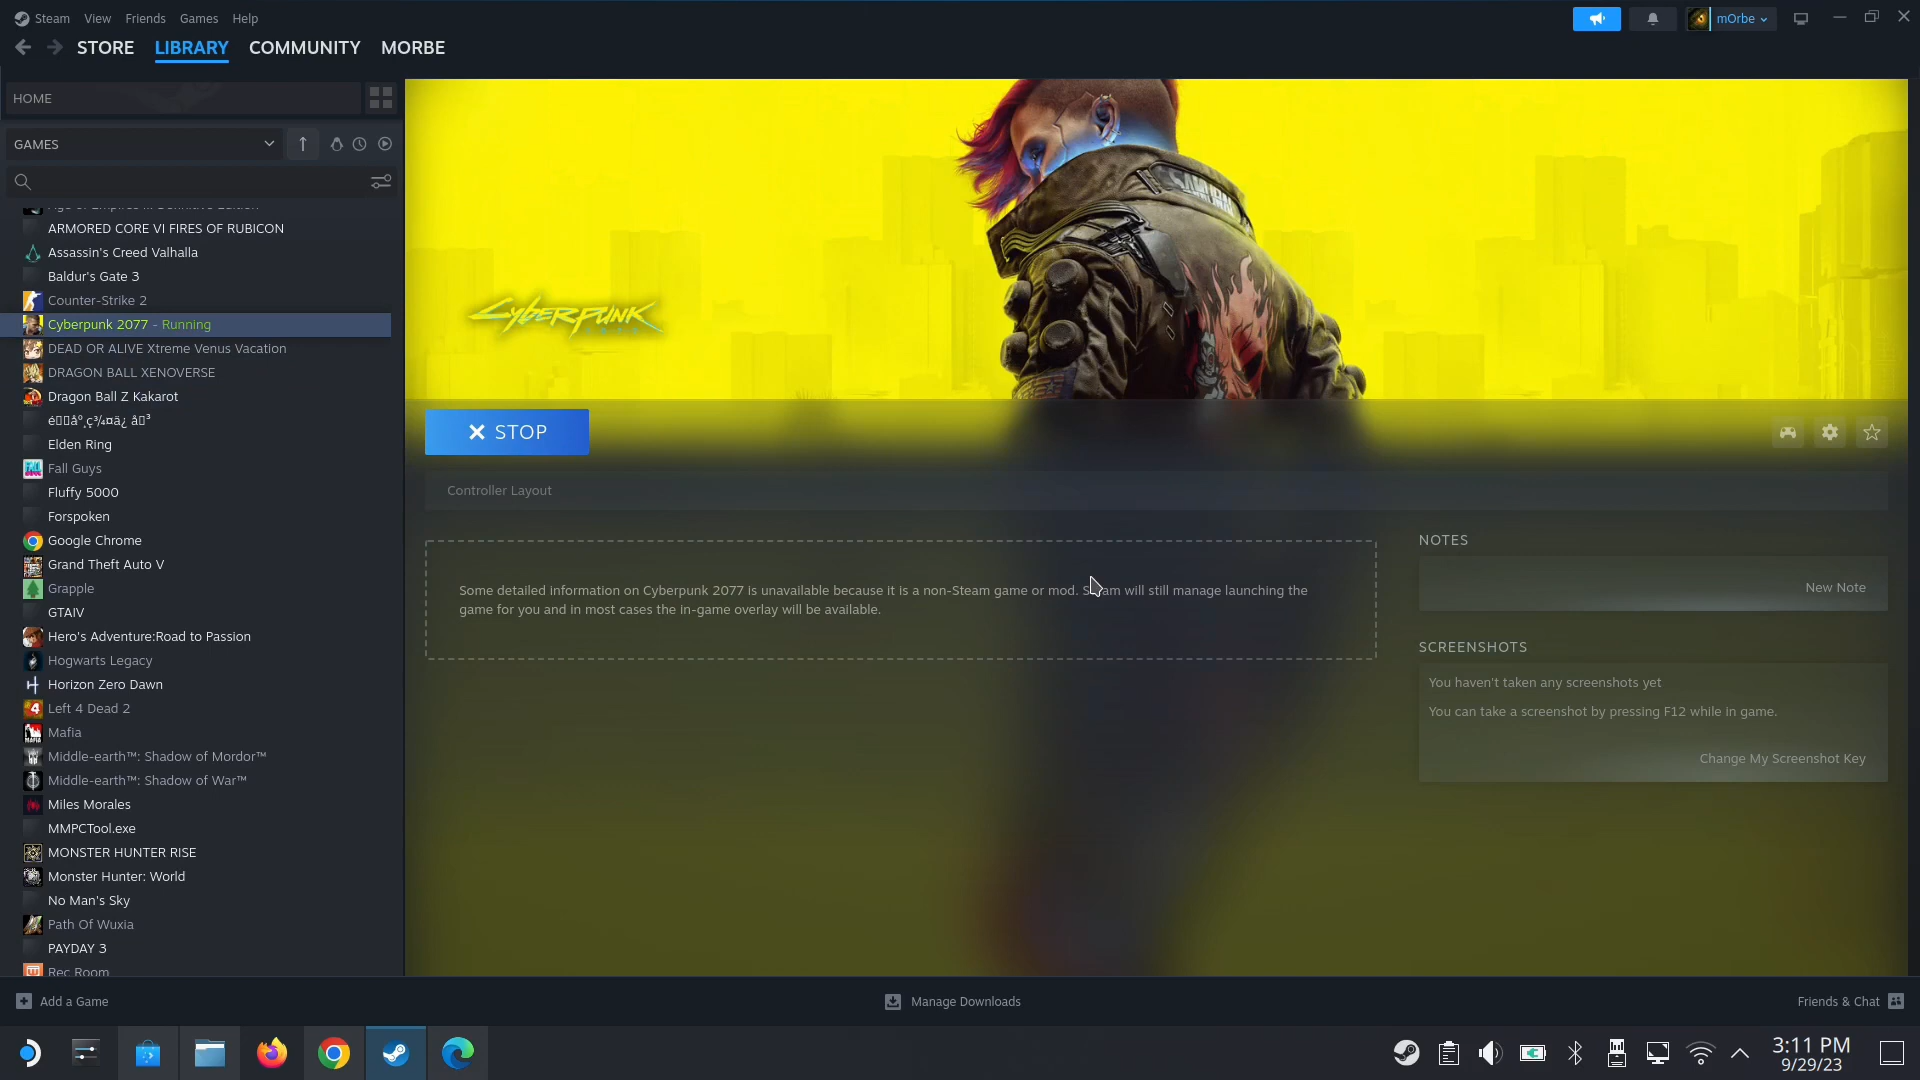 Steam View Friends Games Help
mOrbe
STORE LIBRARY COMMUNITY MORBE
HOME
GAMES
ARMORED CORE VI FIRES OF RUBICON
Assassin's Creed Valhalla
Baldur's Gate 3
Counter-Strike 2
Cyberpunk 2077 - Running
DEAD OR ALIVE Xtreme Venus Vacation
DRAGON BALL XENOVERSE
Dragon Ball Z Kakarot
Elden Ring
Fall Guys
Fluffy 5000
Forspoken
Google Chrome
Grand Theft Auto V
Grapple
GTAIV
Hero's Adventure:Road to Passion
Hogwarts Legacy
Horizon Zero Dawn
Left 4 Dead 2
Mafia
Middle-earth™: Shadow of Mordor™
Middle-earth™: Shadow of War™
Miles Morales
MMPCTool.exe
MONSTER HUNTER RISE
Monster Hunter: World
No Man's Sky
Path Of Wuxia
PAYDAY 3
Rec Room
SAMURAI
Cyberpunk
STOP
Controller Layout
Some detailed information on Cyberpunk 2077 is unavailable because it is a non-Steam game or mod. Steam will still manage launching the
game for you and in most cases the in-game overlay will be available.
NOTES
New Note
SCREENSHOTS
You haven't taken any screenshots yet
You can take a screenshot by pressing F12 while in game.
Change My Screenshot Key
Add a Game
Manage Downloads
Friends & Chat
3:11 PM
9/29/23